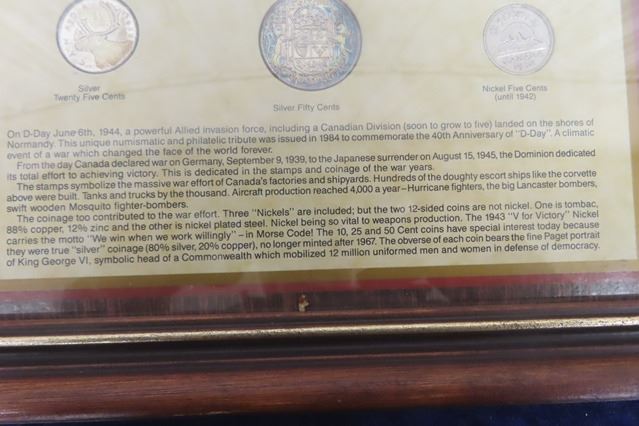 CANADA
Silver
Twenty Five Cents
Silver Fifty Cents
Nickel Five Cents
(until 1942)
On D-Day June 6th, 1944, a powerful Allied invasion force, including a Canadian Division (soon to grow to five) landed on the shores of
Normandy. This unique numismatic and philatelic tribute was issued in 1984 to commemorate the 40th Anniversary of "D-Day". A climatic
event of a war which changed the face of the world forever.
From the day Canada declared war on Germany, September 9, 1939, to the Japanese surrender on August 15, 1945, the Dominion dedicated
its total effort to achieving victory. This is dedicated in the stamps and coinage of the war years.
The stamps symbolize the massive war effort of Canada's factories and shipyards. Hundreds of the doughty escort ships like the corvette
above were built. Tanks and trucks by the thousand. Aircraft production reached 4,000 a year–Hurricane fighters, the big Lancaster bombers,
swift wooden Mosquito fighter-bombers.
The coinage too contributed to the war effort. Three "Nickels" are included; but the two 12-sided coins are not nickel. One is tombac,
88% copper, 12% zinc and the other is nickel plated steel. Nickel being so vital to weapons production. The 1943 "V for Victory" Nickel
carries the motto "We win when we work willingly" – in Morse Code! The 10, 25 and 50 Cent coins have special interest today because
they were true "silver" coinage (80% silver, 20% copper), no longer minted after 1967. The obverse of each coin bears the fine Paget portrait
of King George VI, symbolic head of a Commonwealth which mobilized 12 million uniformed men and women in defense of democracy.